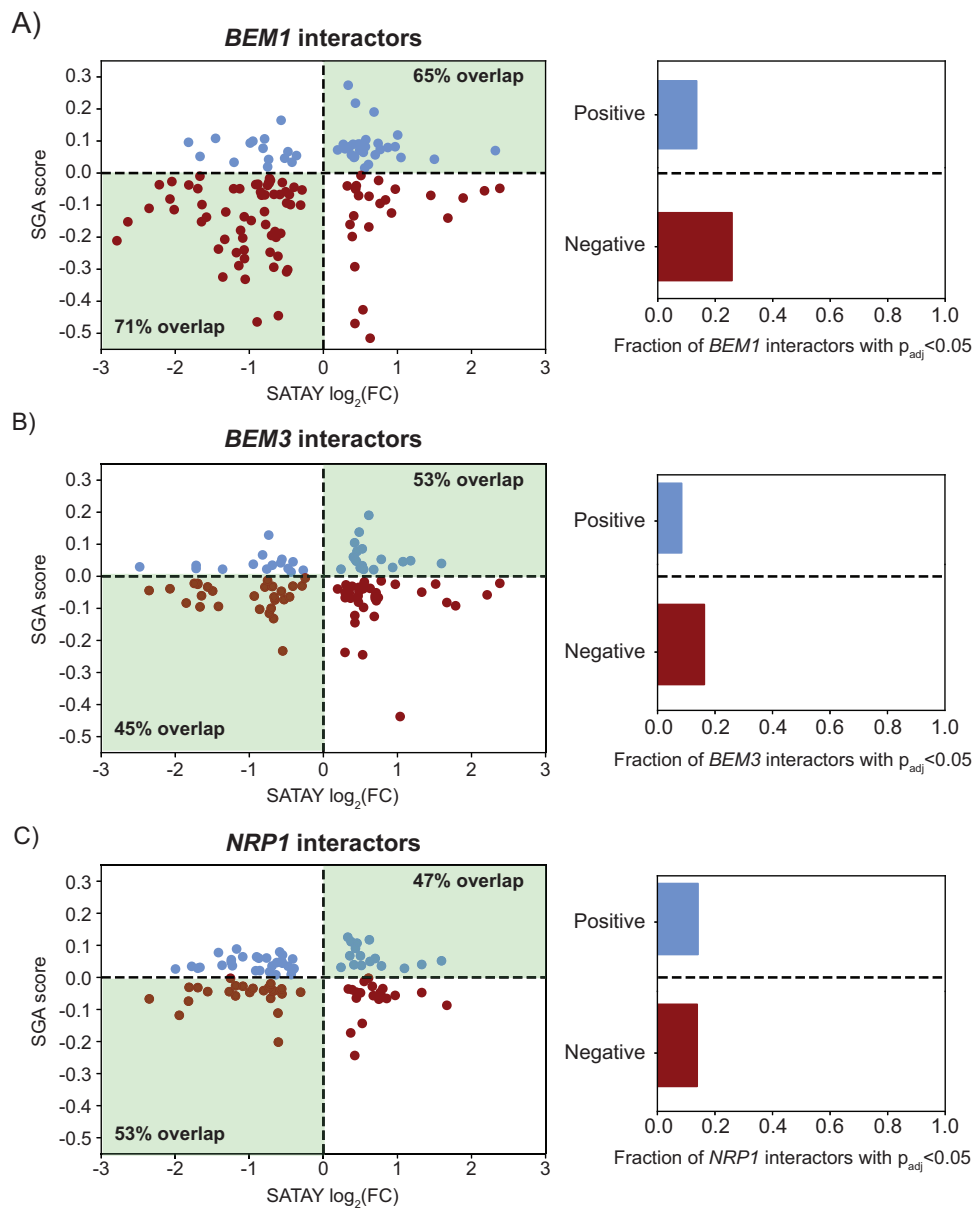 A)
BEM1 interactors
65% overlap
71% overlap
0.3
0.2
0.1
0.0
-0.1
-0.2
-0.3
-0.4
-0.5
SGA score
-3 -2 -1 0 1 2 3
SATAY log2(FC)
Positive
Negative
0.0 0.2 0.4 0.6 0.8 1.0
Fraction of BEM1 interactors with padj<0.05
B)
BEM3 interactors
53% overlap
45% overlap
0.3
0.2
0.1
0.0
-0.1
-0.2
-0.3
-0.4
-0.5
SGA score
-3 -2 -1 0 1 2 3
SATAY log2(FC)
Positive
Negative
0.0 0.2 0.4 0.6 0.8 1.0
Fraction of BEM3 interactors with padj<0.05
C)
NRP1 interactors
47% overlap
53% overlap
0.3
0.2
0.1
0.0
-0.1
-0.2
-0.3
-0.4
-0.5
SGA score
-3 -2 -1 0 1 2 3
SATAY log2(FC)
Positive
Negative
0.0 0.2 0.4 0.6 0.8 1.0
Fraction of NRP1 interactors with padj<0.05